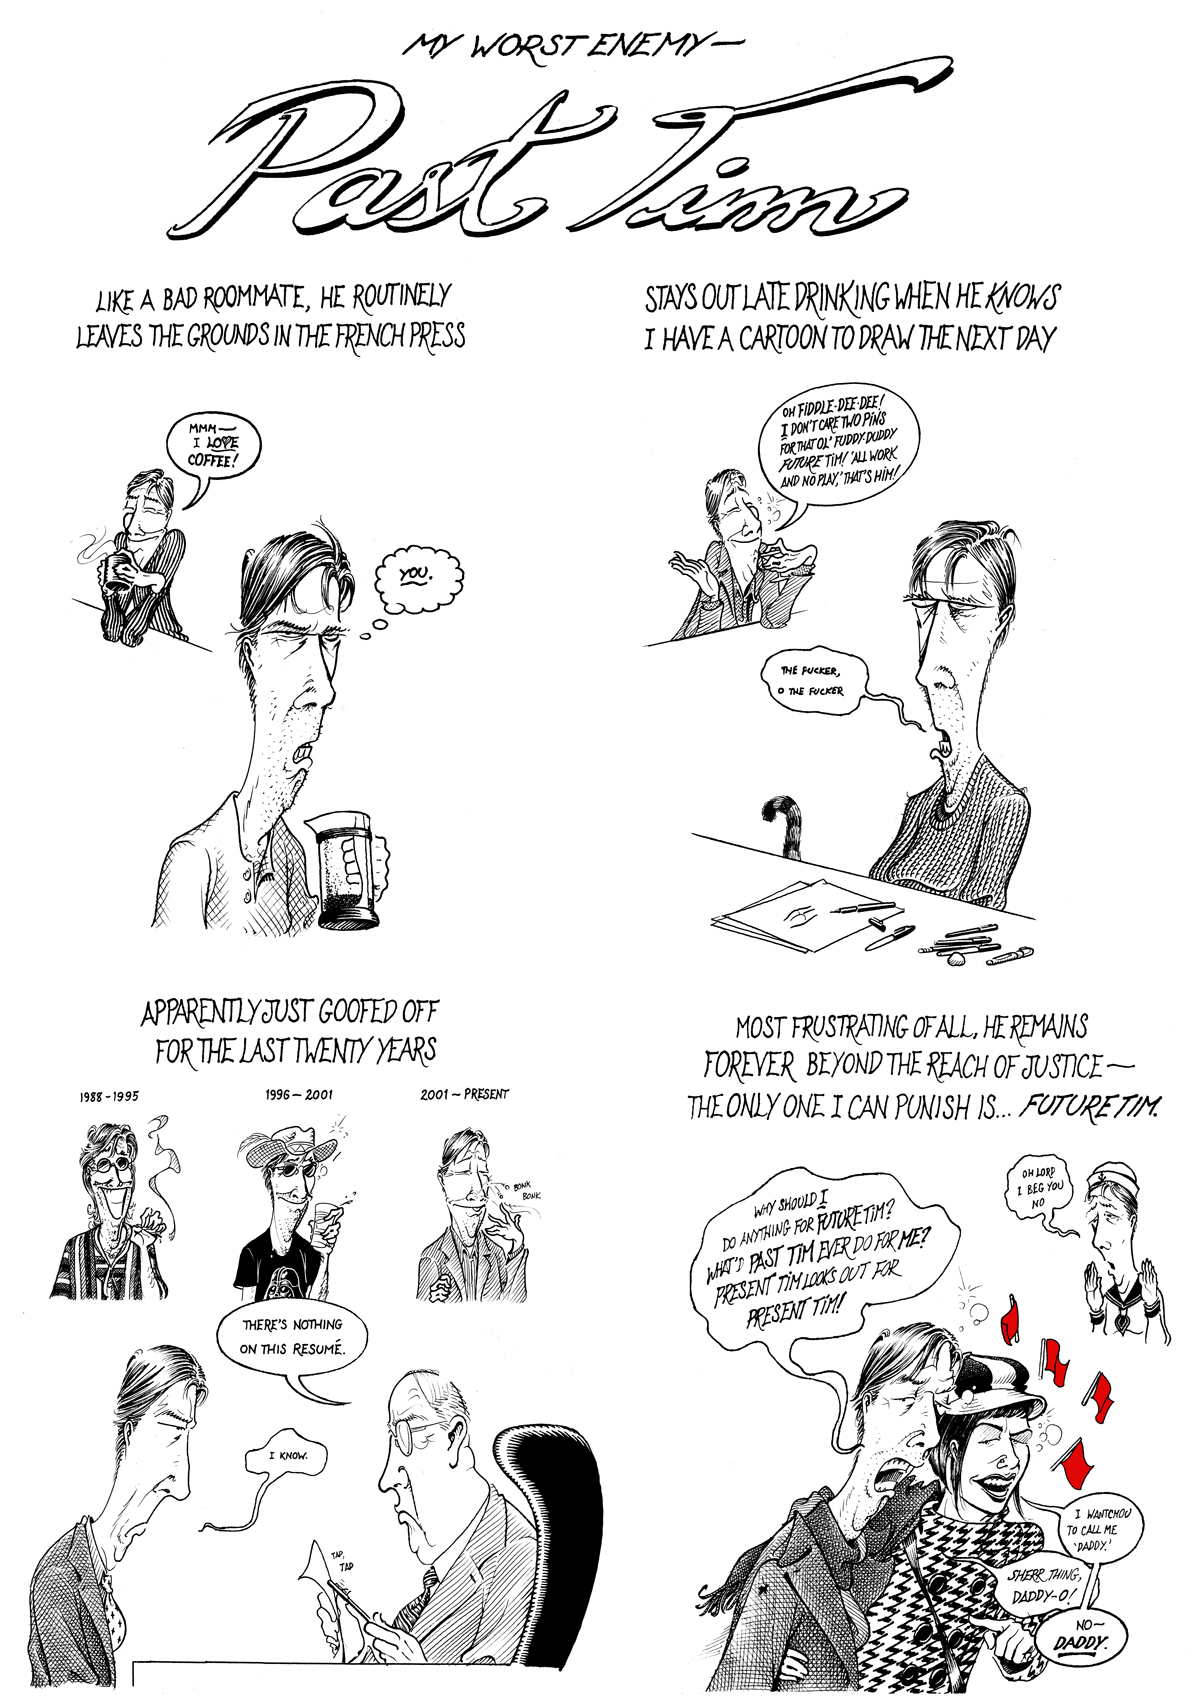 MY WORST ENEMY—
Past Tim
LIKE A BAD ROOMMATE, HE ROUTINELY
LEAVES THE GROUNDS IN THE FRENCH PRESS
MMM—
I LOVE
COFFEE!
YOU.
STAYS OUT LATE DRINKING WHEN HE KNOWS
I HAVE A CARTOON TO DRAW THE NEXT DAY
OH FIDDLE-DEE-DEE!
I DON'T CARE TWO PINS
FOR THAT OL' FUDDY-DUDDY
FUTURE TIM! 'ALL WORK
AND NO PLAY,' THAT'S HIM!
THE FUCKER,
O THE FUCKER
APPARENTLY JUST GOOFED OFF
FOR THE LAST TWENTY YEARS
1988-1995
1996—2001
2001—PRESENT
BONK
BONK
THERE'S NOTHING
ON THIS RESUMÉ.
I KNOW.
TAP,
TAP
MOST FRUSTRATING OF ALL, HE REMAINS
FOREVER BEYOND THE REACH OF JUSTICE—
THE ONLY ONE I CAN PUNISH IS... FUTURE TIM.
WHY SHOULD I
DO ANYTHING FOR FUTURE TIM?
WHAT'D PAST TIM EVER DO FOR ME?
PRESENT TIM LOOKS OUT FOR
PRESENT TIM!
OH LORD
I BEG YOU
NO
I WANTCHOU
TO CALL ME
'DADDY.'
SHERR THING,
DADDY-O!
NO—
DADDY.